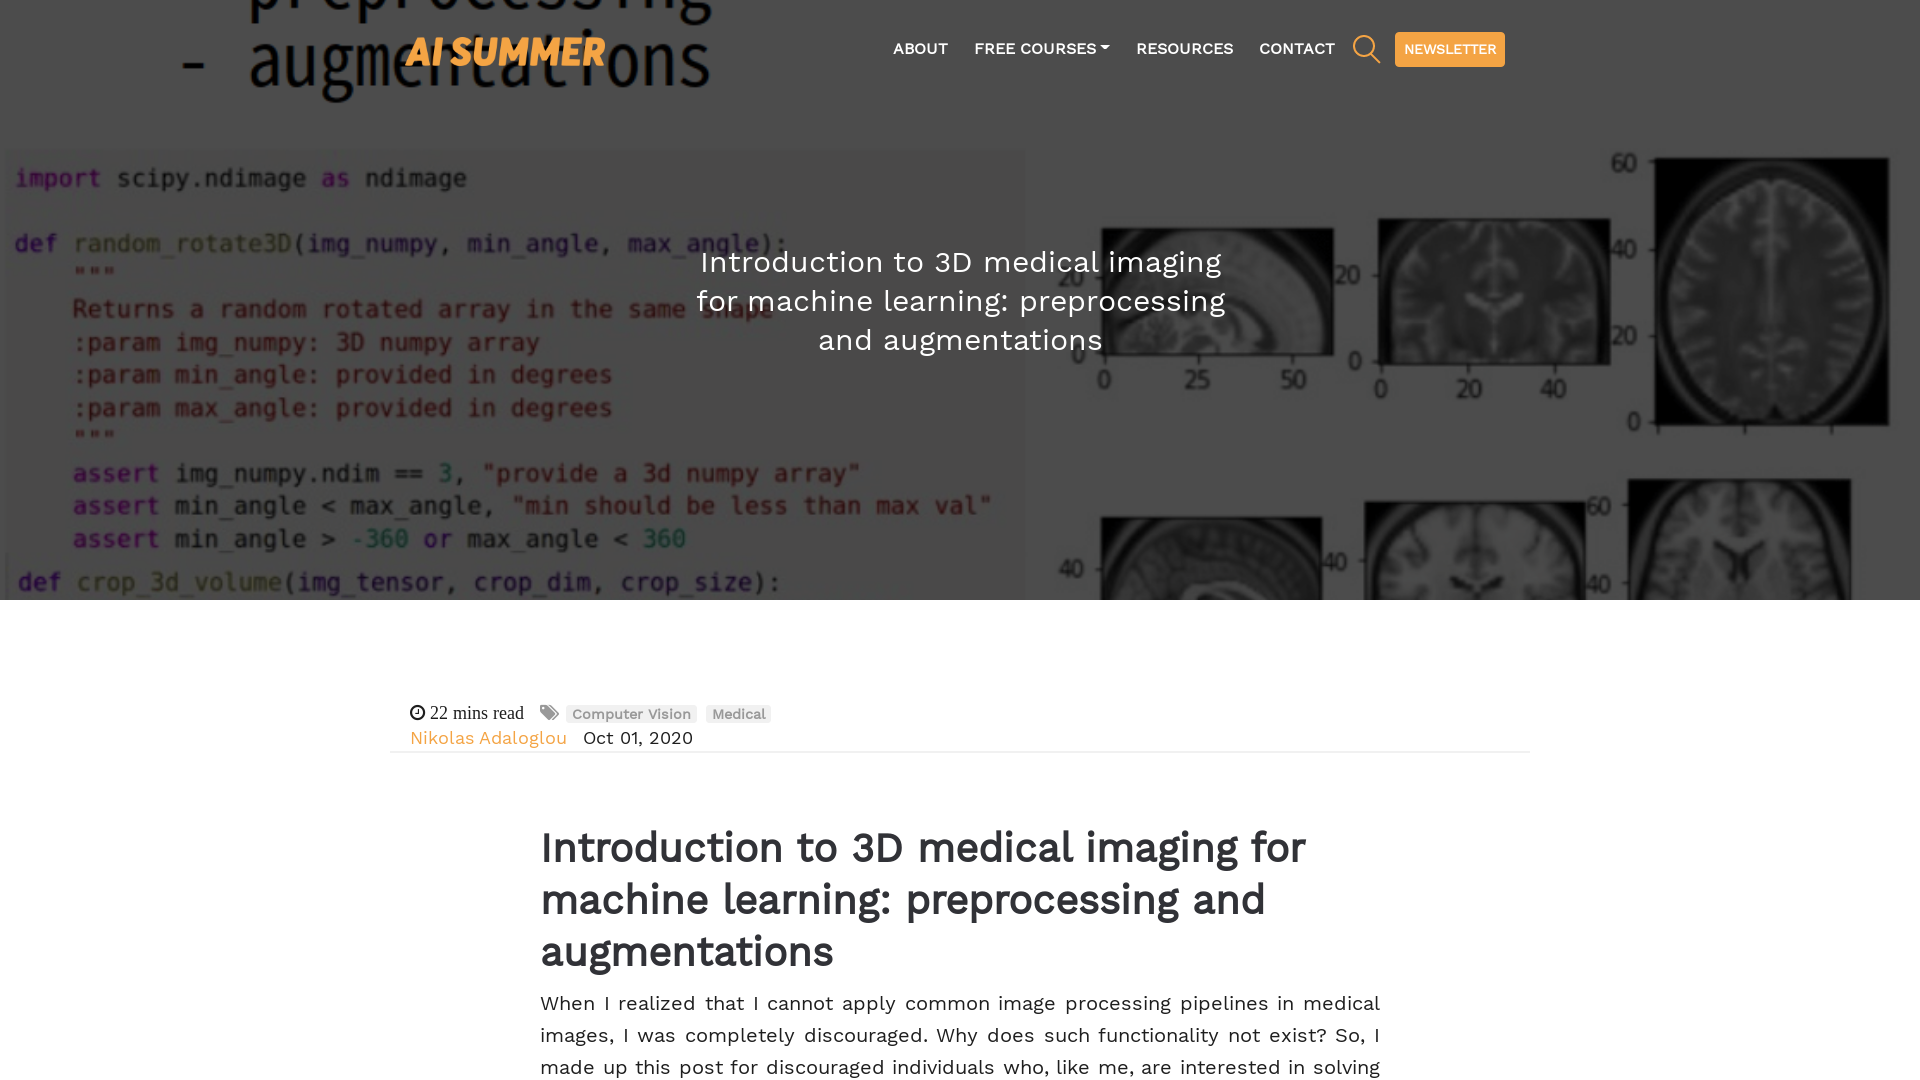 preprocessing
- augmentations
AI SUMMER
ABOUT
FREE COURSES
RESOURCES
CONTACT
NEWSLETTER
import scipy.ndimage as ndimage
def random_rotate3D(img_numpy, min_angle, max_angle):
"""
Returns a random rotated array in the same shape
:param img_numpy: 3D numpy array
:param min_angle: provided in degrees
:param max_angle: provided in degrees
"""
assert img_numpy.ndim == 3, "provide a 3d numpy array"
assert min_angle < max_angle, "min should be less than max val"
assert min_angle > -360 or max_angle < 360
def crop_3d_volume(img_tensor, crop_dim, crop_size):
20
0
0 25 50
20
0
0 20 40
60
40
20
0
40
40
60
40
Introduction to 3D medical imaging
for machine learning: preprocessing
and augmentations
22 mins read
Computer Vision
Medical
Nikolas Adaloglou Oct 01, 2020
Introduction to 3D medical imaging for
machine learning: preprocessing and
augmentations
When I realized that I cannot apply common image processing pipelines in medical
images, I was completely discouraged. Why does such functionality not exist? So, I
made up this post for discouraged individuals who, like me, are interested in solving